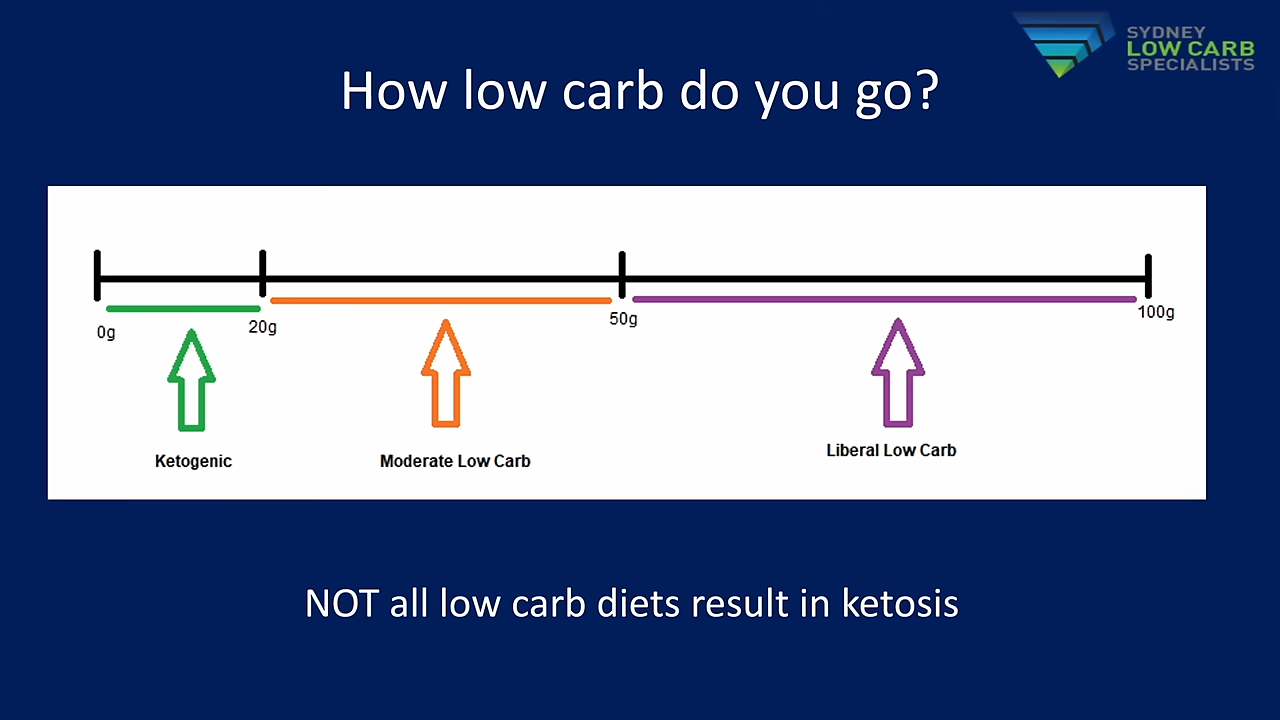 SYDNEY
LOW CARB
SPECIALISTS
How low carb do you go?
0g
20g
50g
100g
Ketogenic
Moderate Low Carb
Liberal Low Carb
NOT all low carb diets result in ketosis